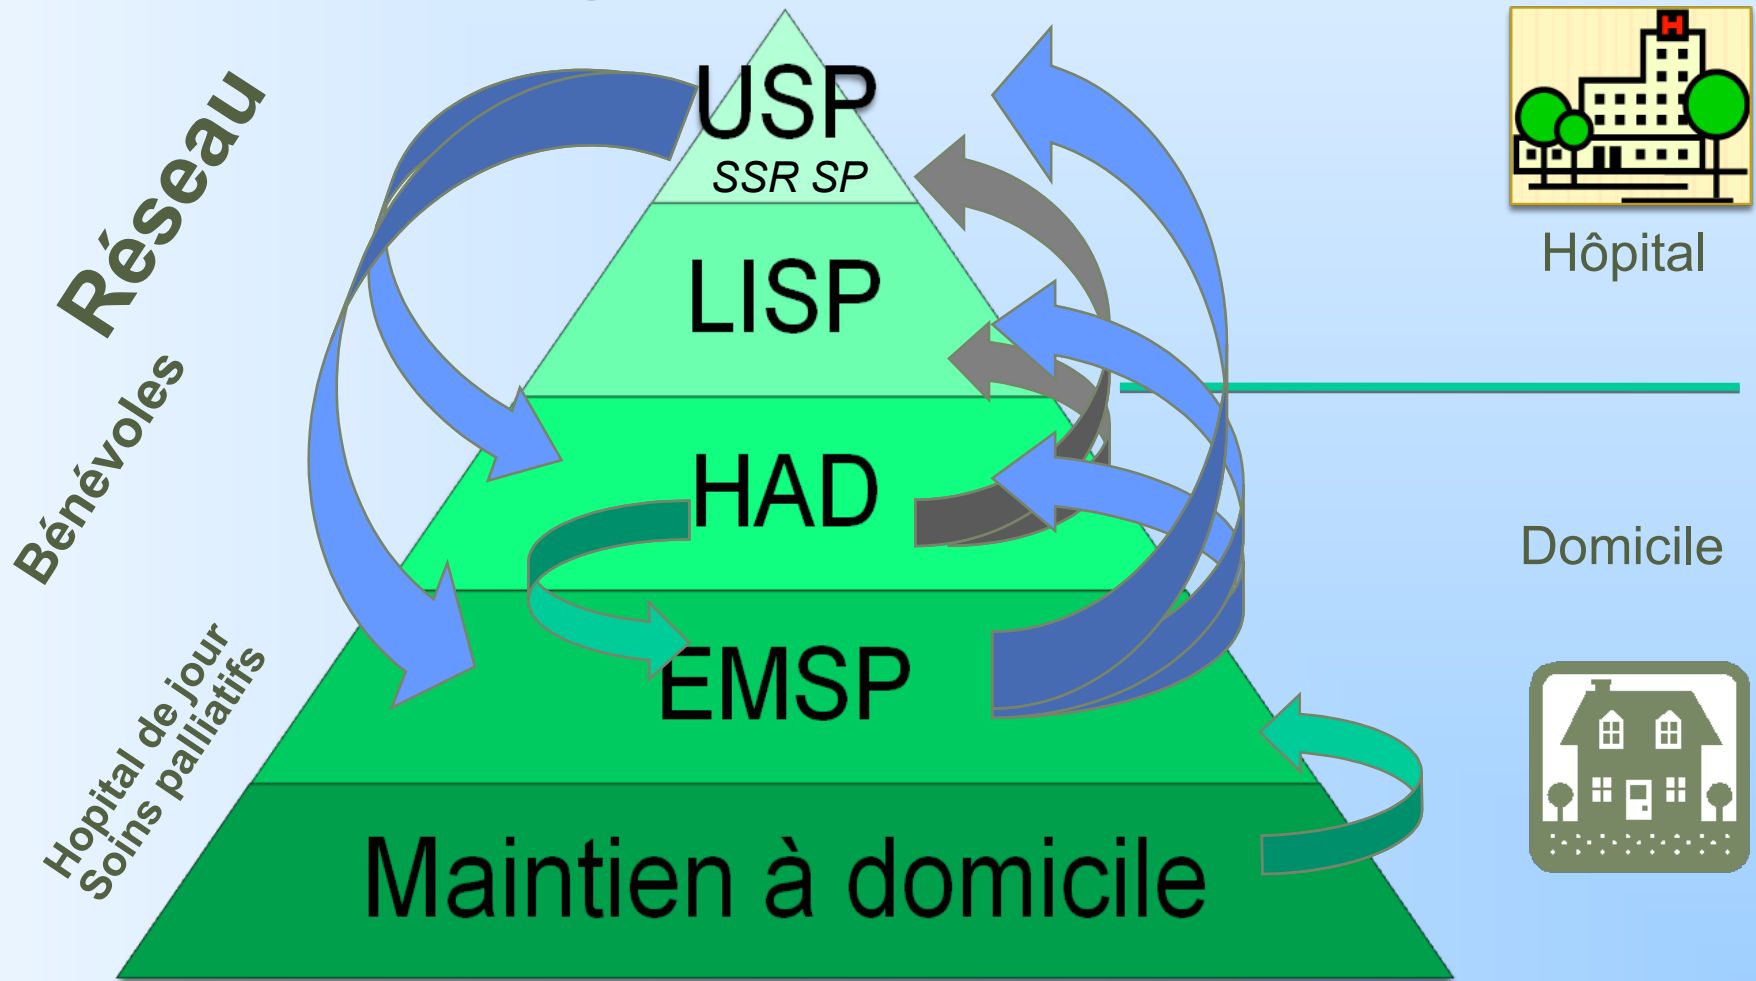 USP
SSR SP
LISP
HAD
EMSP
Maintien à domicile
Réseau
Bénévoles
Hopital de jour
Soins palliatifs
H
Hôpital
Domicile